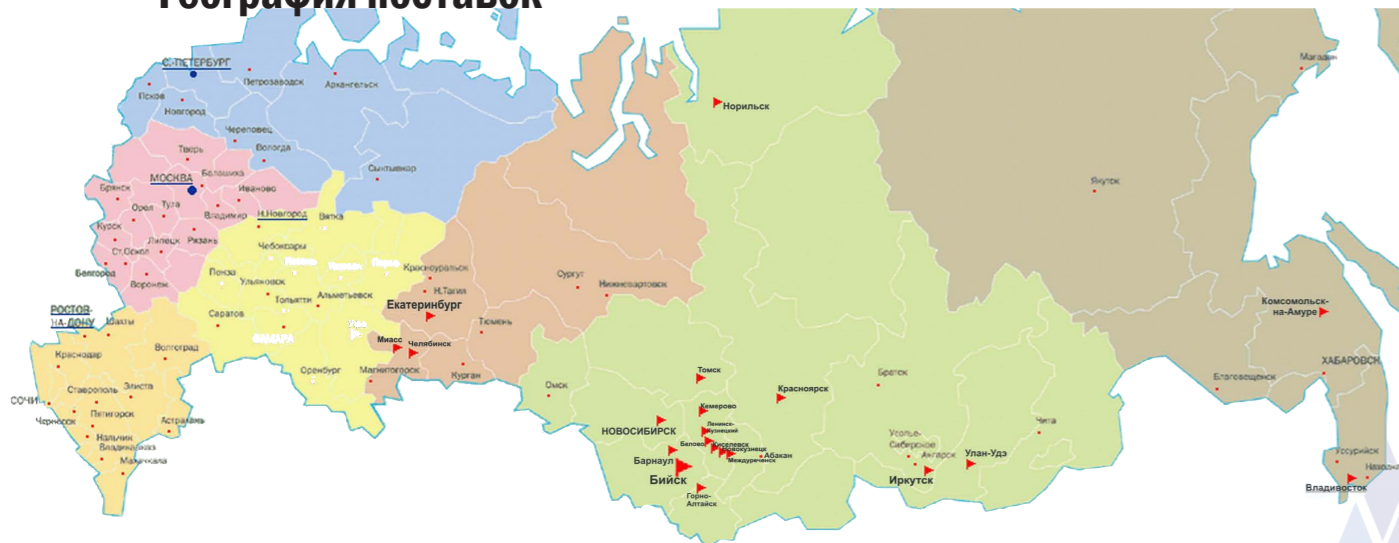 География поставок
С.-ПЕТЕРБУРГ
Петрозаводск
Архангельск
Псков
Новгород
Череповец
Вологда
Сыктывкар
Тверь
МОСКВА
Балашиха
Брянск
Иваново
Орел
Тула
Владимир
Н.Новгород
Вятка
Курск
Липецк
Рязань
Ст.Оскол
Белгород
Воронеж
Чебоксары
Казань
Ижевск
Пермь
Пенза
Ульяновск
Тольятти
Альметьевск
Саратов
САМАРА
Уфа
Оренбург
Красноуральск
Н.Тагил
Екатеринбург
Тюмень
Миасс
Челябинск
Магнитогорск
Курган
Сургут
Нижневартовск
РОСТОВ-
НА-ДОНУ
Шахты
Краснодар
Волгоград
Ставрополь
Элиста
СОЧИ
Черкесск
Пятигорск
Астрахань
Нальчик
Владикавказ
Махачкала
Норильск
Омск
Томск
Кемерово
Красноярск
НОВОСИБИРСК
Ленинск-
Кузнецкий
Белово
Киселевск
Новокузнецк
Междуреченск
Абакан
Барнаул
Бийск
Горно-
Алтайск
Братск
Усолье-
Сибирское
Ангарск
Иркутск
Улан-Удэ
Чита
Якутск
Магадан
Комсомольск-
на-Амуре
ХАБАРОВСК
Благовещенск
Уссурийск
Находка
Владивосток